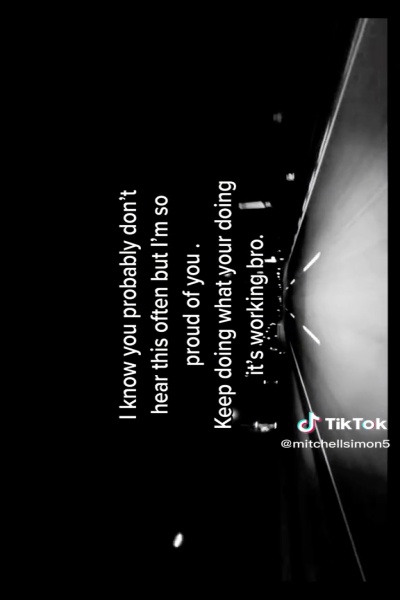 I know you probably don't
hear this often but I'm so
proud of you .
Keep doing what your doing
it's working bro.
TikTok
@mitchellsimon5